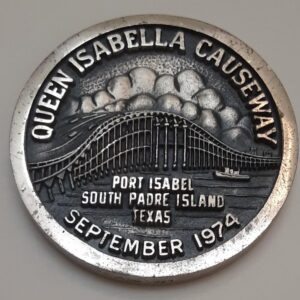 QUEEN ISABELLA CAUSEWAY
PORT ISABEL
SOUTH PADRE ISLAND
TEXAS
SEPTEMBER 1974